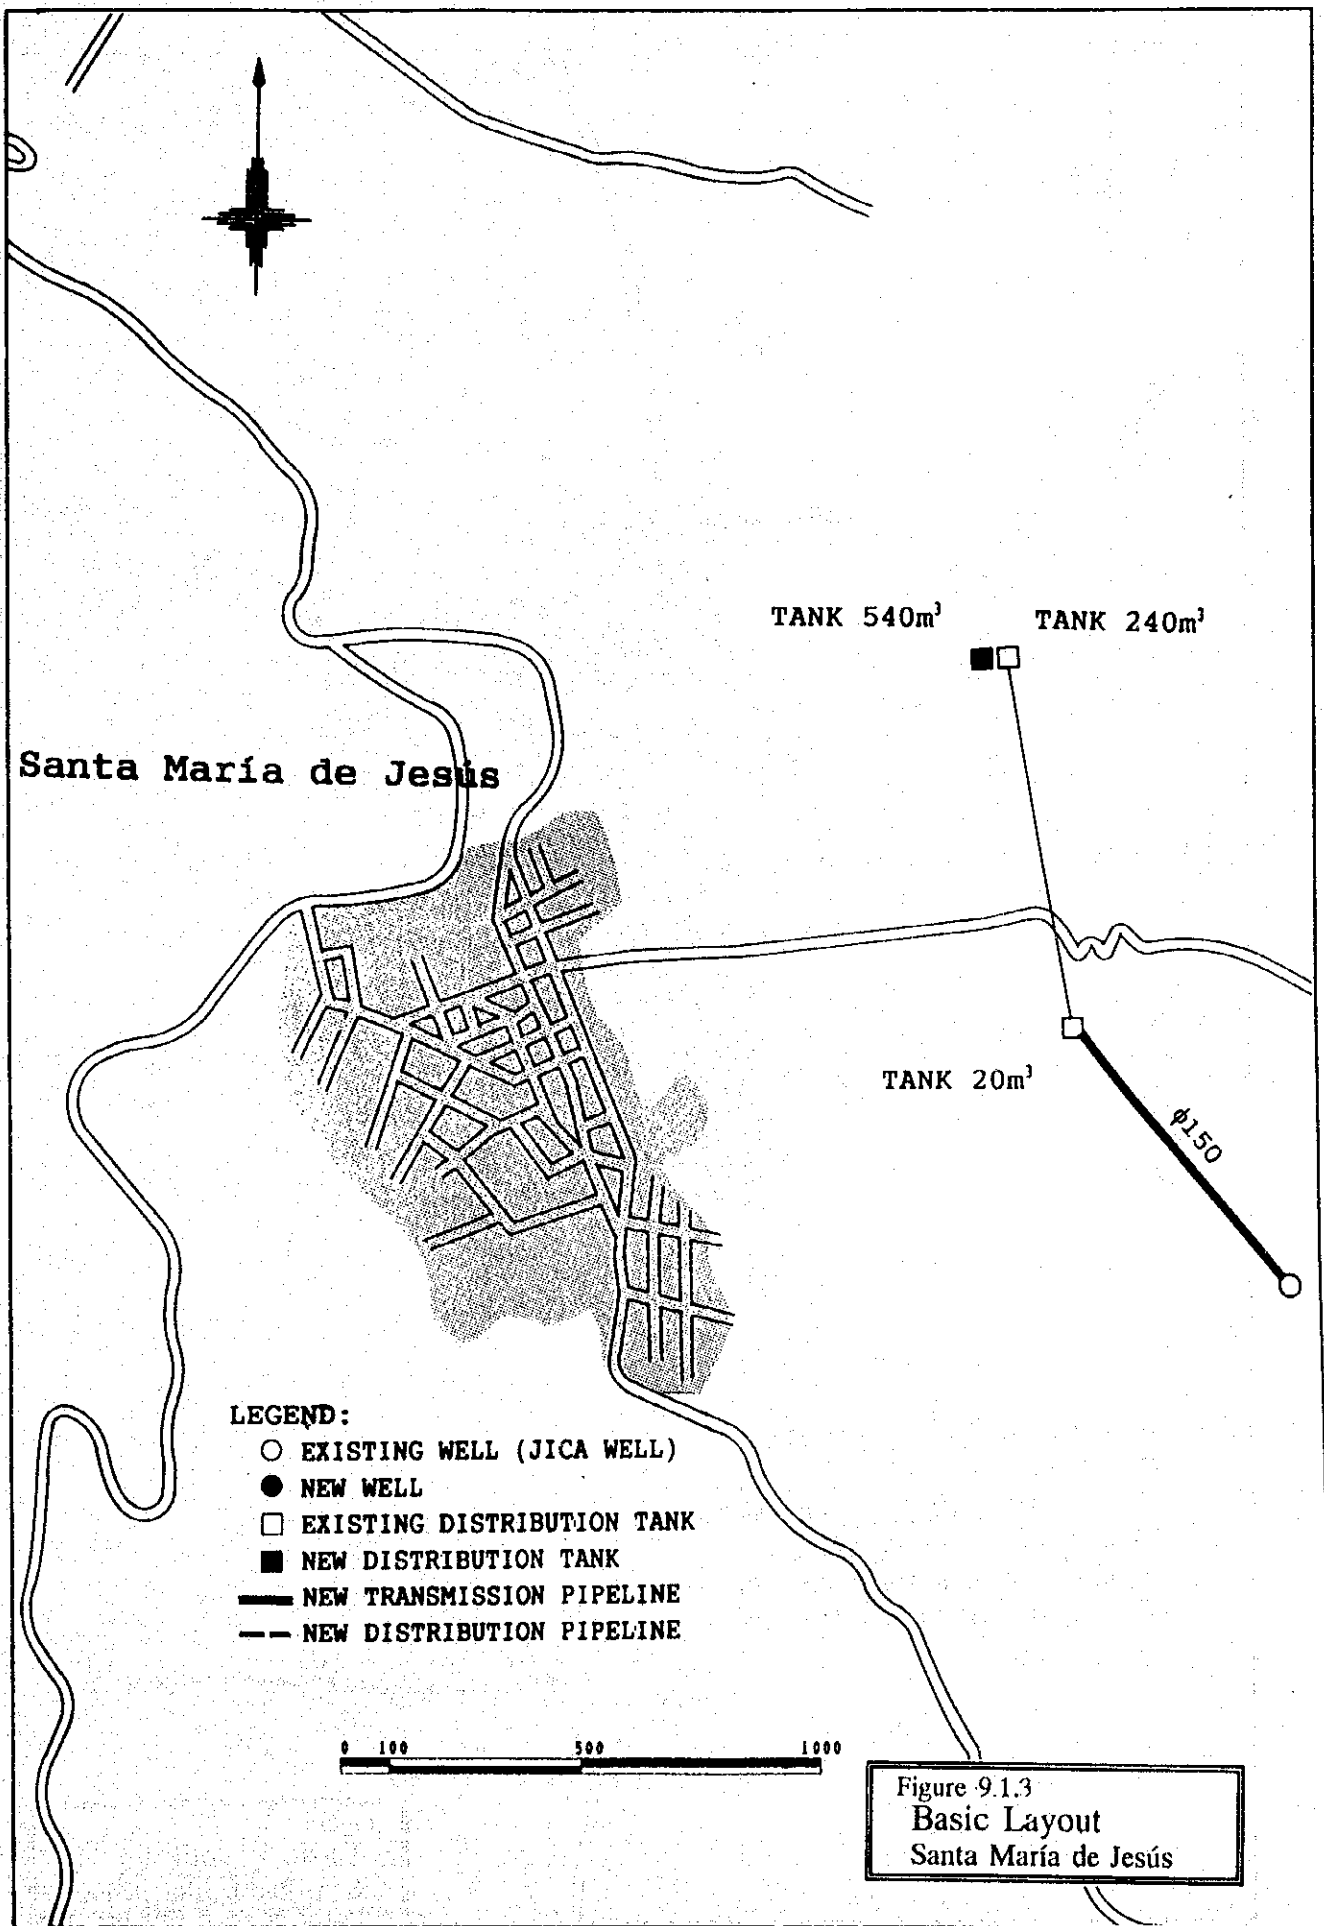 TANK 540m³ TANK 240m³
Santa María de Jesús
TANK 20m³
φ150
LEGEND:
EXISTING WELL (JICA WELL)
NEW WELL
EXISTING DISTRIBUTION TANK
NEW DISTRIBUTION TANK
NEW TRANSMISSION PIPELINE
NEW DISTRIBUTION PIPELINE
0 100 500 1000
Figure 9.1.3
Basic Layout
Santa María de Jesús